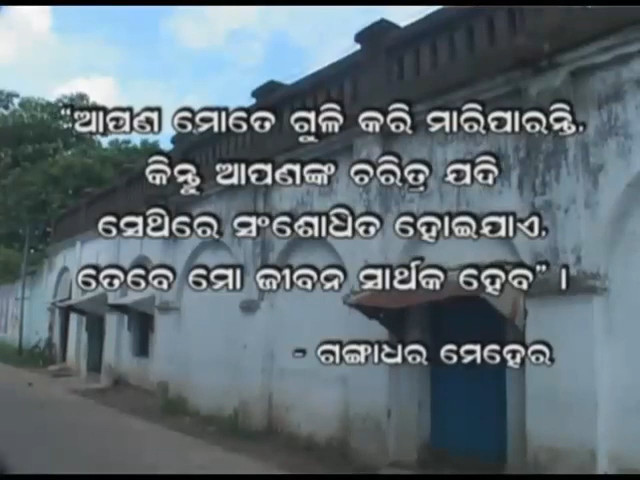 "ଆପଣ ମୋତେ ଗୁଳି କରି ମାରିପାରନ୍ତି,
କିନ୍ତୁ ଆପଣଙ୍କ ଚରିତ୍ର ଯଦି
ସେଥିରେ ସଂଶୋଧିତ ହୋଇଯାଏ,
ତେବେ ମୋ ଜୀବନ ସାର୍ଥକ ହେବ" ।
- ଗଙ୍ଗାଧର ମେହେର